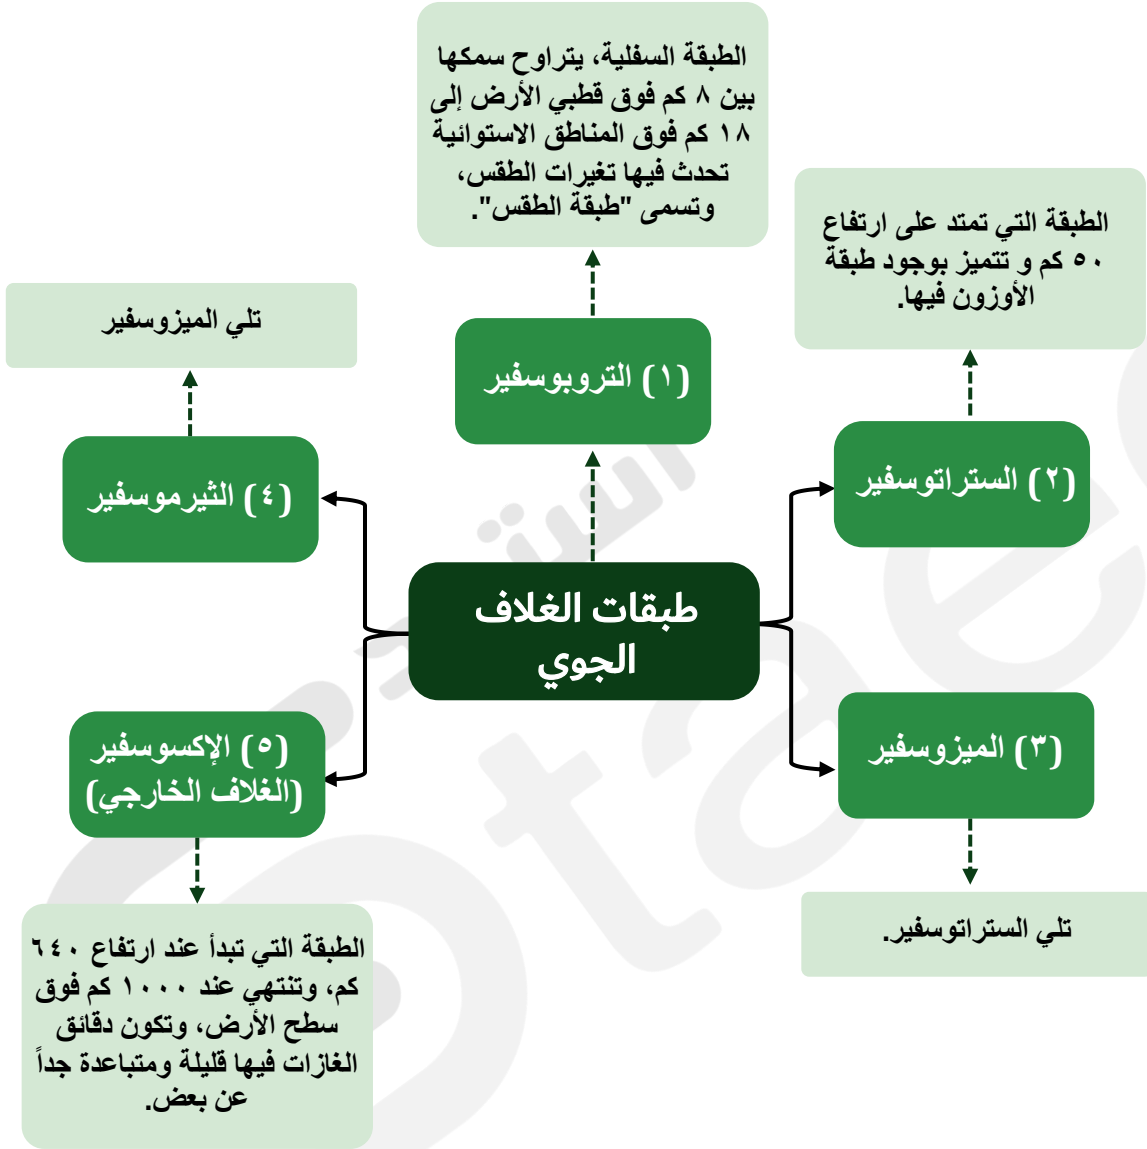 طبقات الغلاف
الجوي
(١) التروبوسفير
الطبقة السفلية، يتراوح سمكها
بين ٨ كم فوق قطبي الأرض إلى
١٨ كم فوق المناطق الاستوائية
تحدث فيها تغيرات الطقس،
وتسمى "طبقة الطقس".
(٢) الستراتوسفير
الطبقة التي تمتد على ارتفاع
٥٠ كم و تتميز بوجود طبقة
الأوزون فيها.
(٣) الميزوسفير
تلي الستراتوسفير.
(٤) الثيرموسفير
تلي الميزوسفير
(٥) الإكسوسفير
(الغلاف الخارجي)
الطبقة التي تبدأ عند ارتفاع ٦٤٠
كم، وتنتهي عند ١٠٠٠ كم فوق
سطح الأرض، وتكون دقائق
الغازات فيها قليلة ومتباعدة جداً
عن بعض.